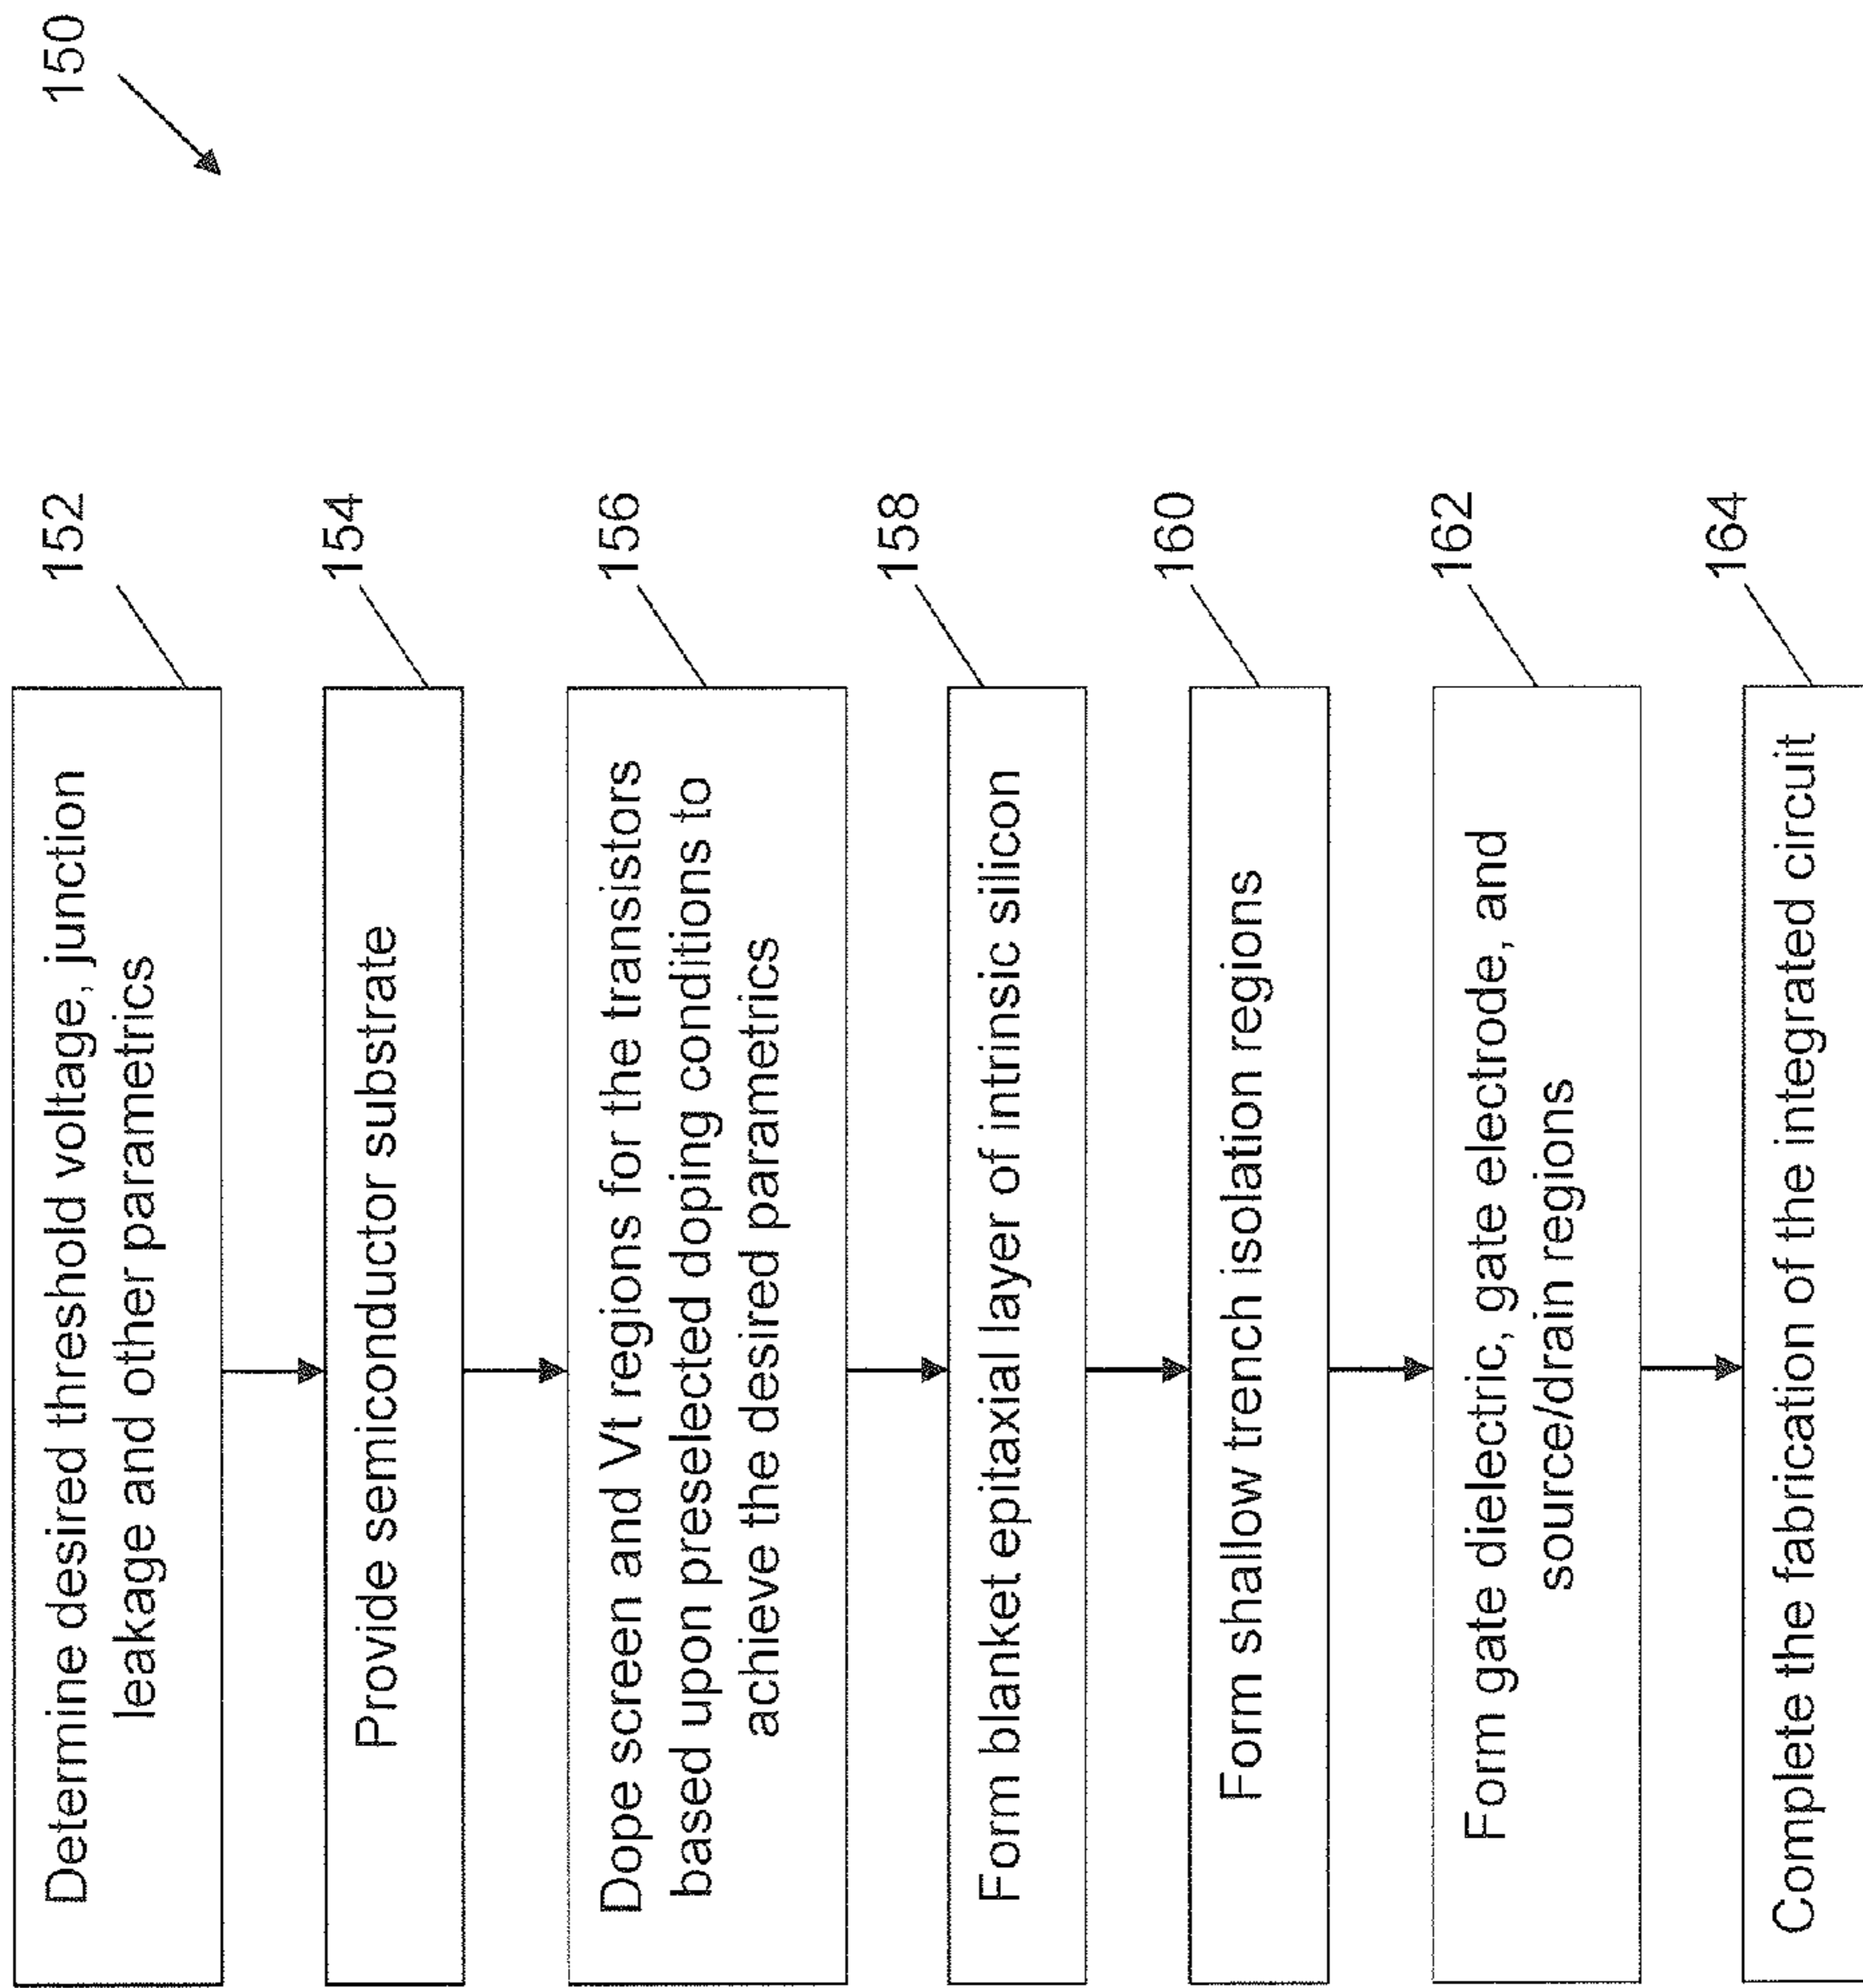 150
Determine desired threshold voltage, junction
leakage and other parametrics
152
Provide semiconductor substrate
154
Dope screen and Vt regions for the transistors
based upon preselected doping conditions to
achieve the desired parametrics
156
Form blanket epitaxial layer of intrinsic silicon
158
Form shallow trench isolation regions
160
Form gate dielectric, gate electrode, and
source/drain regions
162
Complete the fabrication of the integrated circuit
164